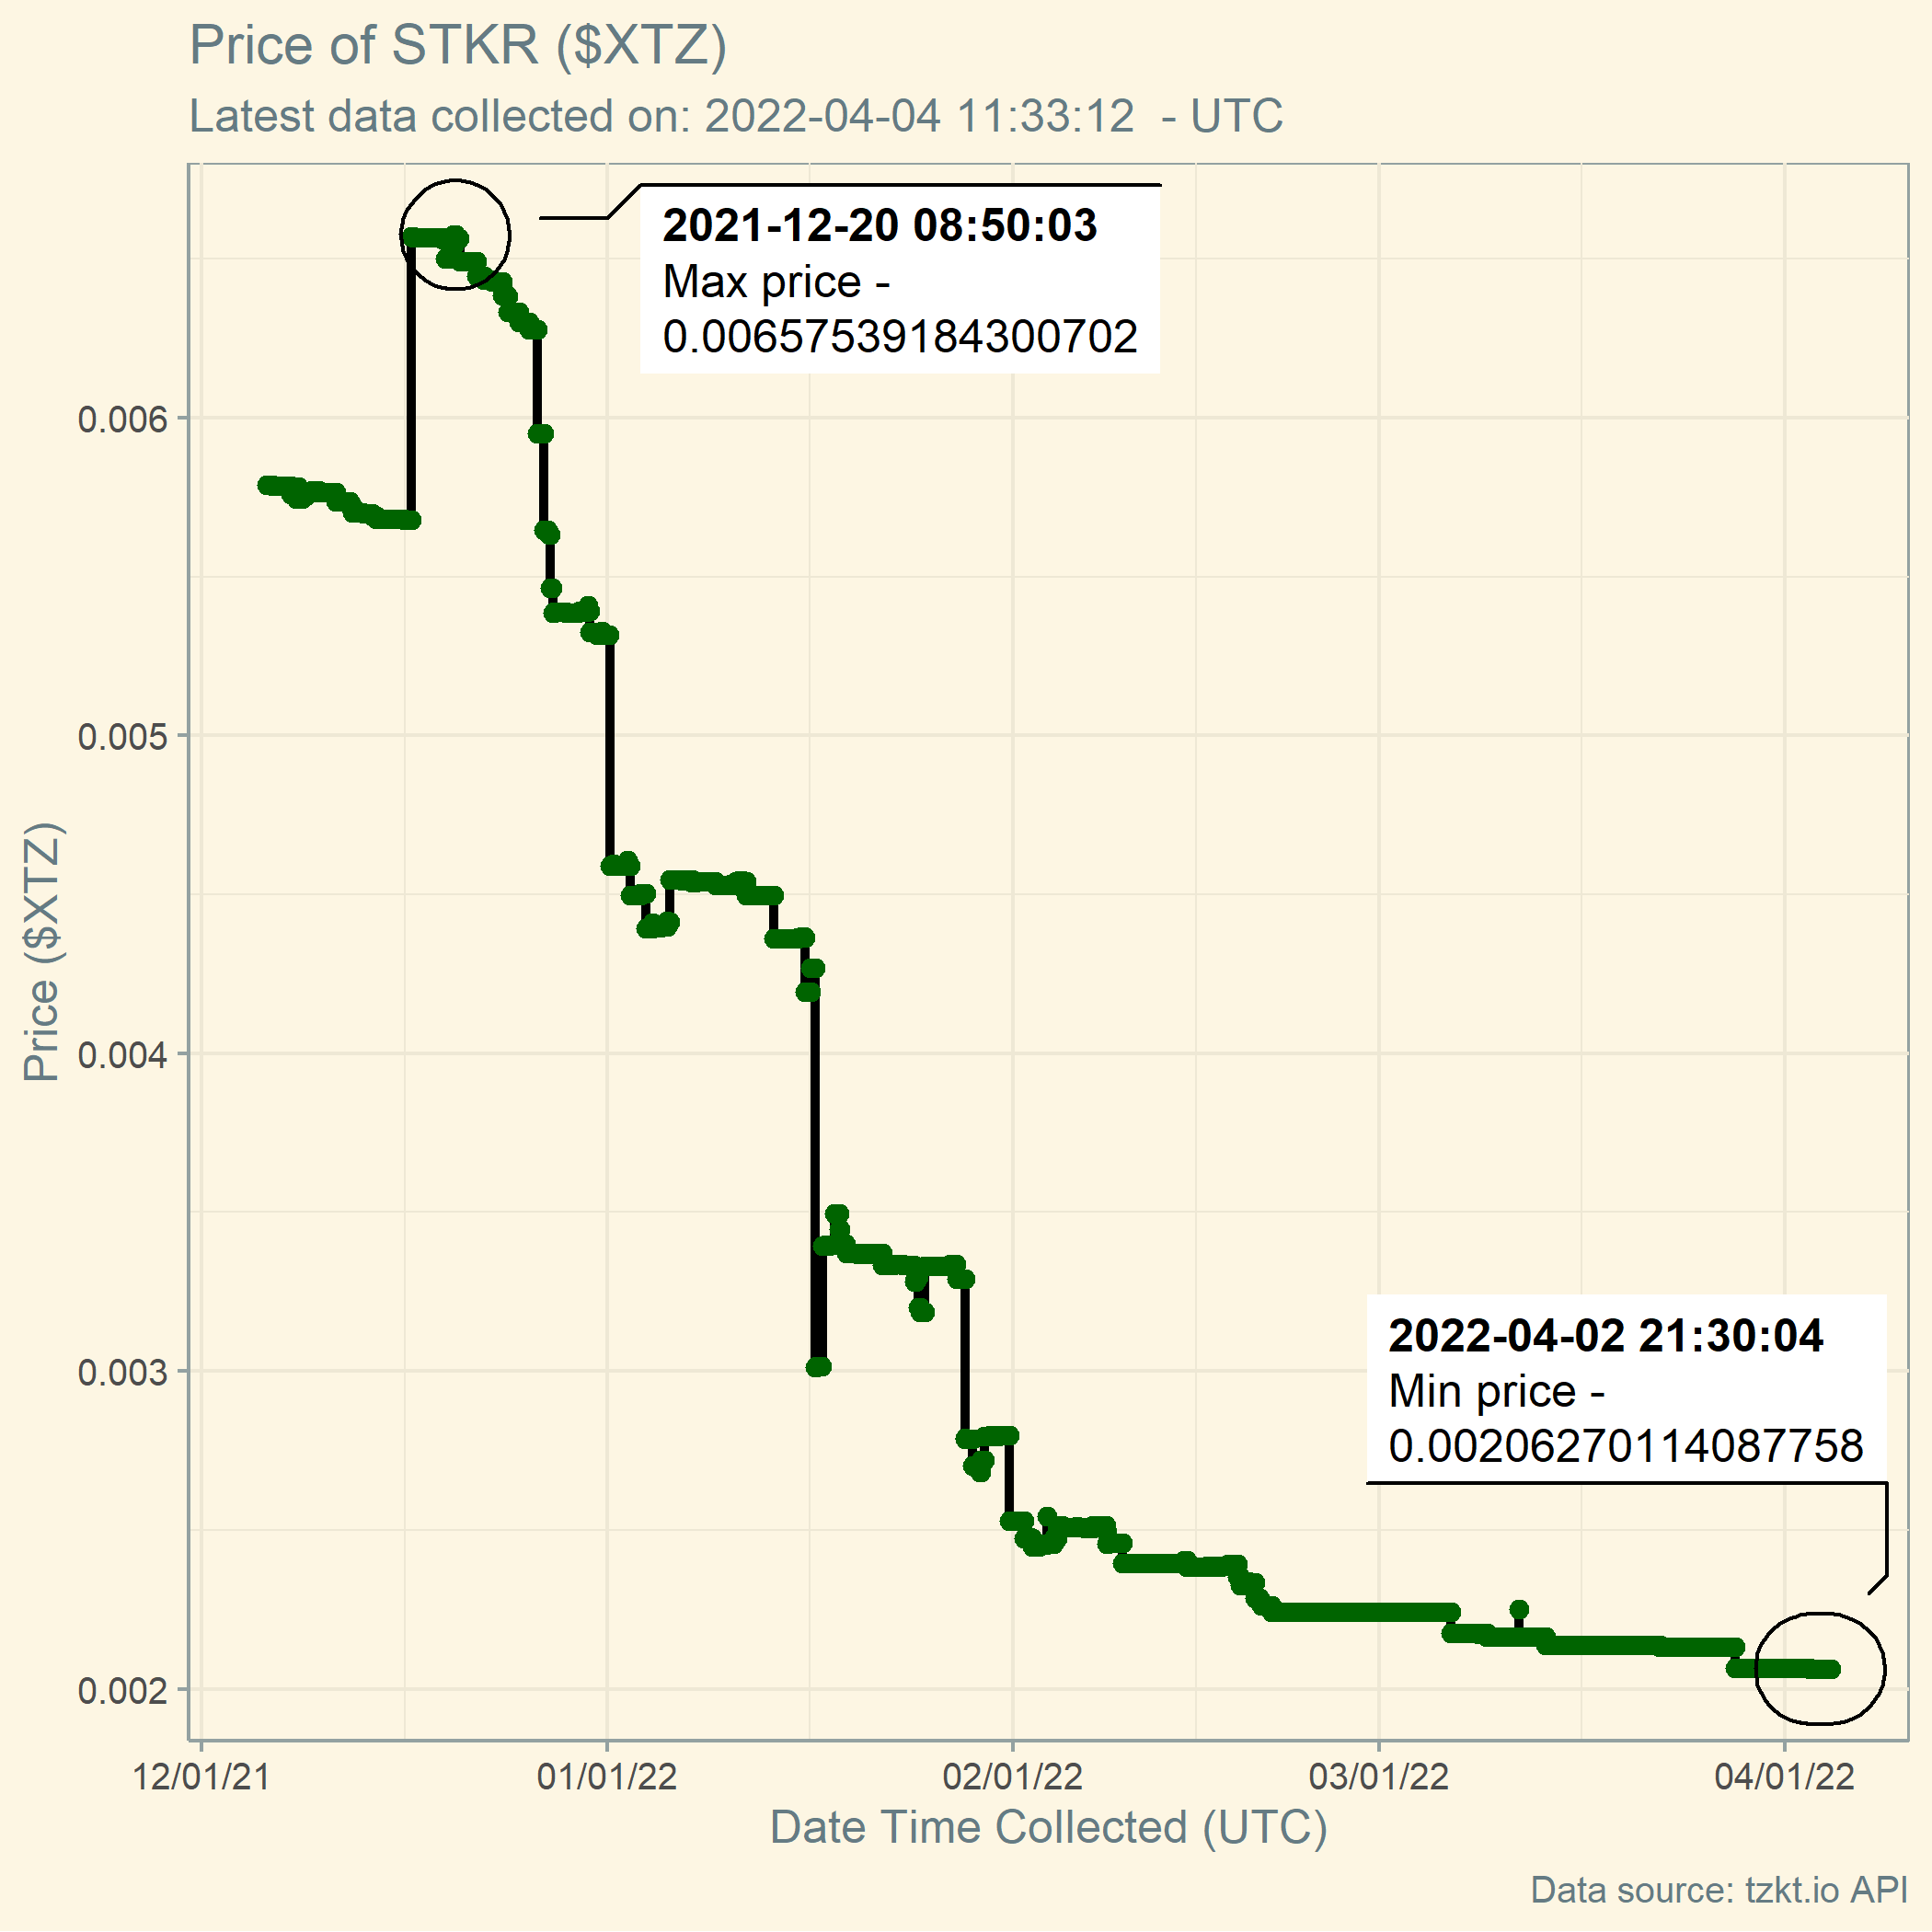 Price of STKR ($XTZ)
Latest data collected on: 2022-04-04 11:33:12  - UTC
2021-12-20 08:50:03
Max price -
0.00657539184300702
0.006
0.005
0.004
0.003
0.002
Price ($XTZ)
2022-04-02 21:30:04
Min price -
0.00206270114087758
12/01/21
01/01/22
02/01/22
03/01/22
04/01/22
Date Time Collected (UTC)
Data source: tzkt.io API